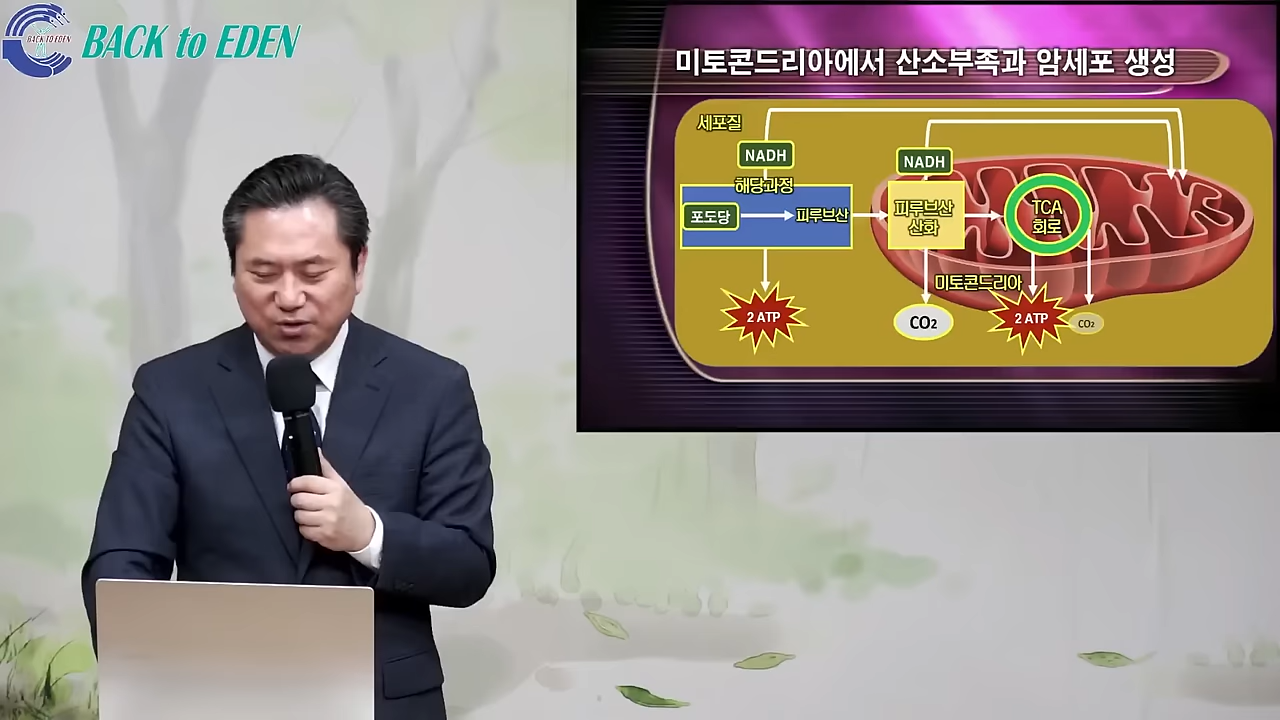 BACK TO EDEN
BACK to EDEN
미토콘드리아에서 산소부족과 암세포 생성
세포질
NADH
NADH
해당과정
포도당
피루브산
피루브산
산화
TCA
회로
미토콘드리아
2 ATP
CO₂
2 ATP
CO₂